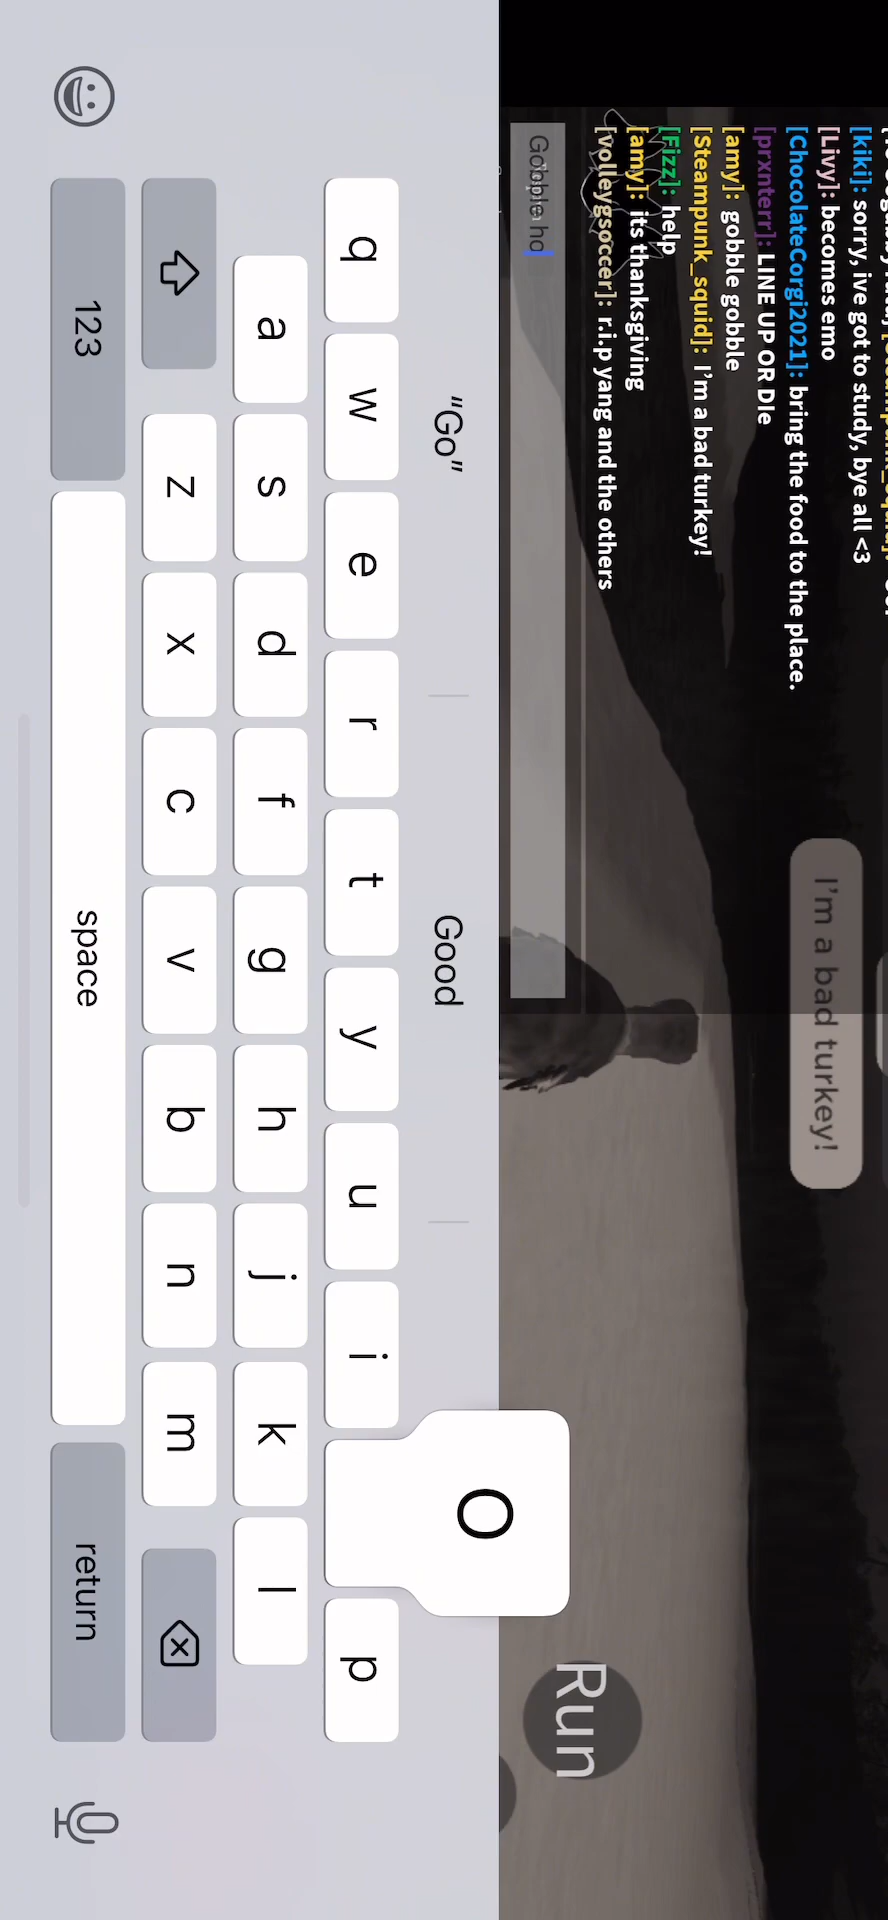 [kiki]: sorry, ive got to study, bye all <3
[Livy]: becomes emo
[ChocolateCorgi2021]: bring the food to the place.
[prxnterr]: LINE UP OR DIe
[amy]: gobble gobble
[Steampunk_squid]: I'm a bad turkey!
[Fizz]: help
[amy]: its thanksgiving
[volleygsoccer]: r.i.p yang and the others
I'm a bad turkey!
Run
"Go"
Good
q w e r t y u i o p
a s d f g h j k l
z x c v b n m
123 space return